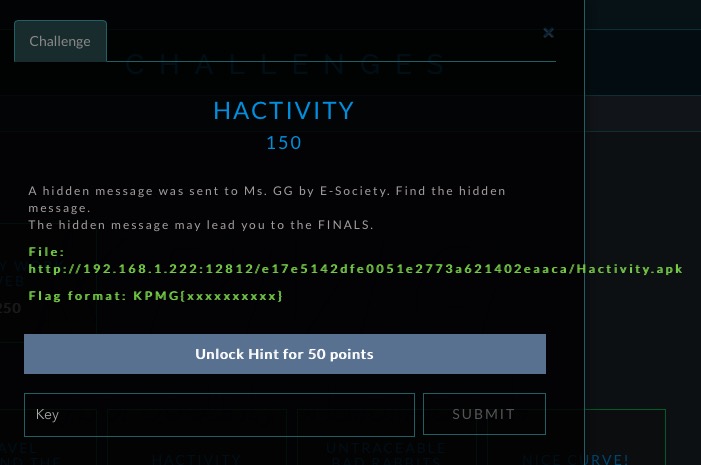 Challenge
×
CHALLENGES
HACTIVITY
150
A hidden message was sent to Ms. GG by E-Society. Find the hidden
message.
The hidden message may lead you to the FINALS.
File:
http://192.168.1.222:12812/e17e5142dfe0051e2773a621402eaaca/Hactivity.apk
Flag format: KPMG{xxxxxxxxxx}
250
Unlock Hint for 50 points
Key
SUBMIT
HACTIVITY
UNTRACEABLE
NICE CURVE!